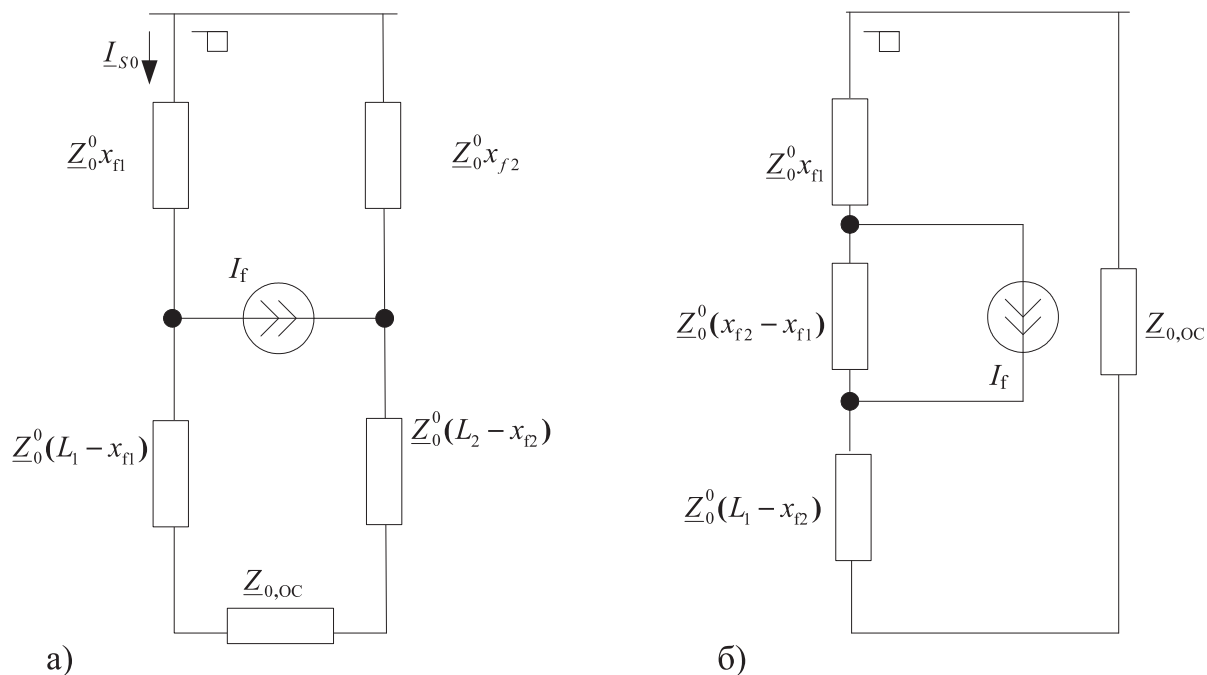 I_S0
Z_0^0 x_f1
Z_0^0 x_f2
I_f
Z_0^0 (L_1 − x_f1)
Z_0^0 (L_2 − x_f2)
Z_0,OC
а)
Z_0^0 x_f1
Z_0^0 (x_f2 − x_f1)
I_f
Z_0,OC
Z_0^0 (L_1 − x_f2)
б)